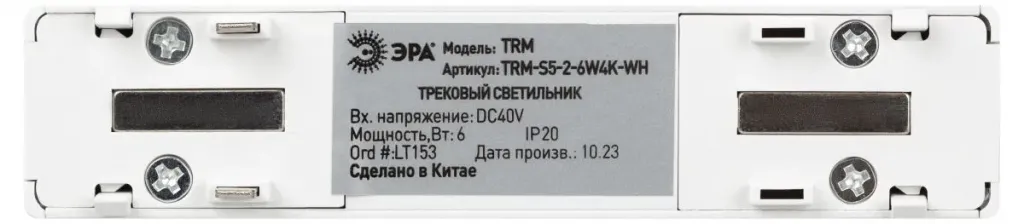 ЭРА Модель: TRM
Артикул: TRM-S5-2-6W4K-WH
ТРЕКОВЫЙ СВЕТИЛЬНИК
Вх. напряжение: DC40V
Мощность,Вт: 6 IP20
Ord #:LT153 Дата произв.: 10.23
Сделано в Китае